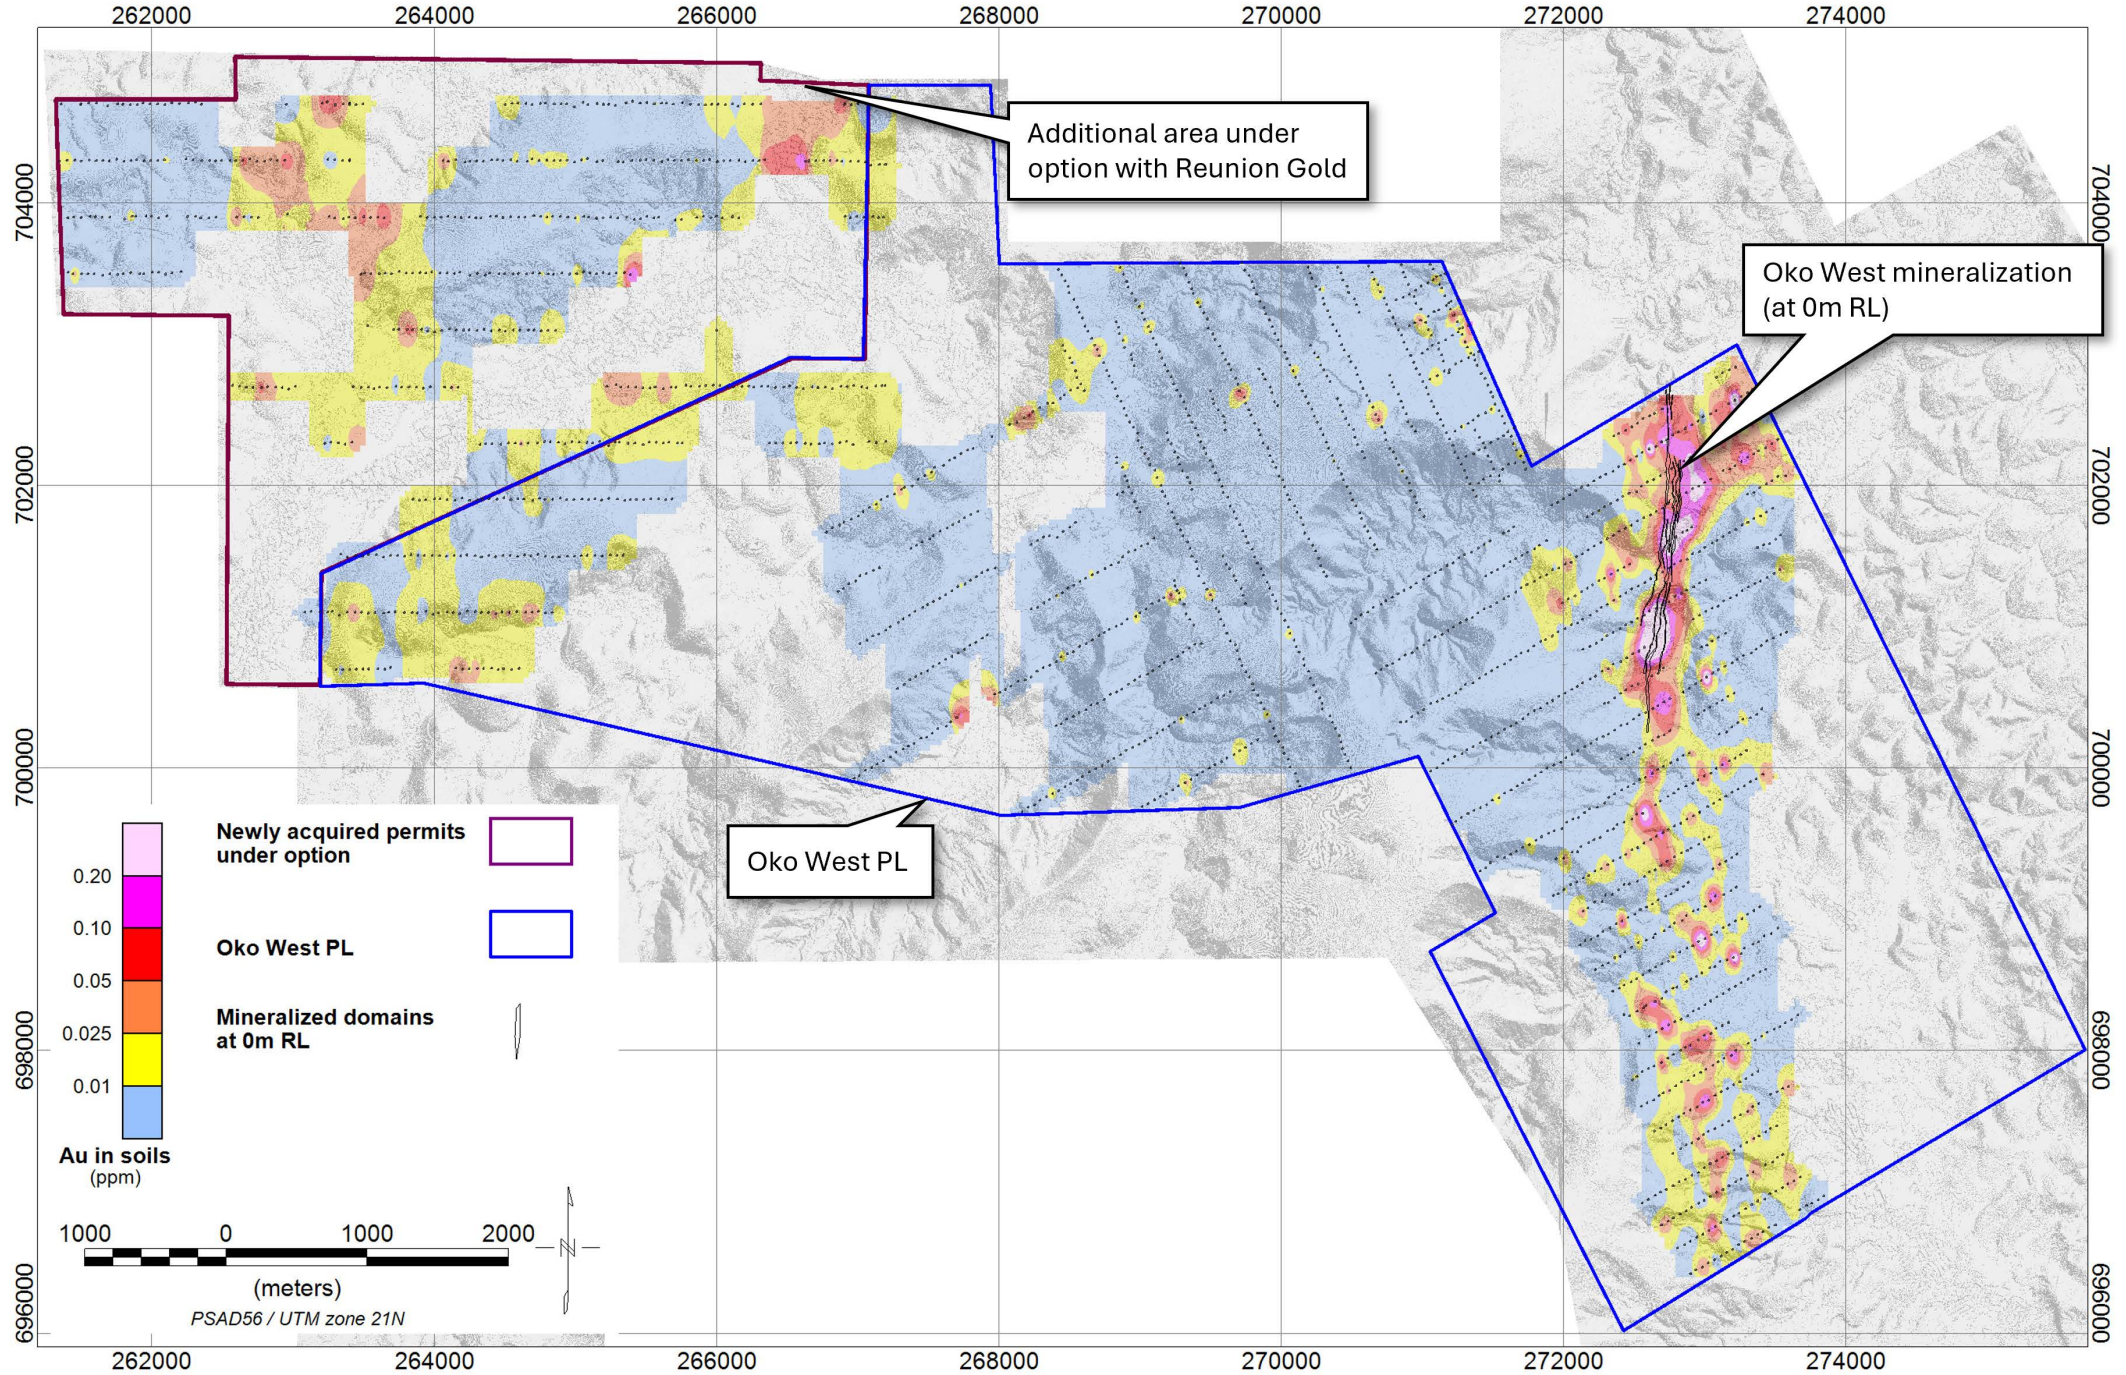 262000 264000 266000 268000 270000 272000 274000
704000
704000
Additional area under
option with Reunion Gold
Oko West mineralization
(at 0m RL)
702000
702000
700000
700000
Oko West PL
Newly acquired permits
under option
Oko West PL
Mineralized domains
at 0m RL
0.20
0.10
0.05
0.025
0.01
Au in soils
(ppm)
698000
698000
1000 0 1000 2000
(meters)
PSAD56 / UTM zone 21N
N
696000
696000
262000 264000 266000 268000 270000 272000 274000